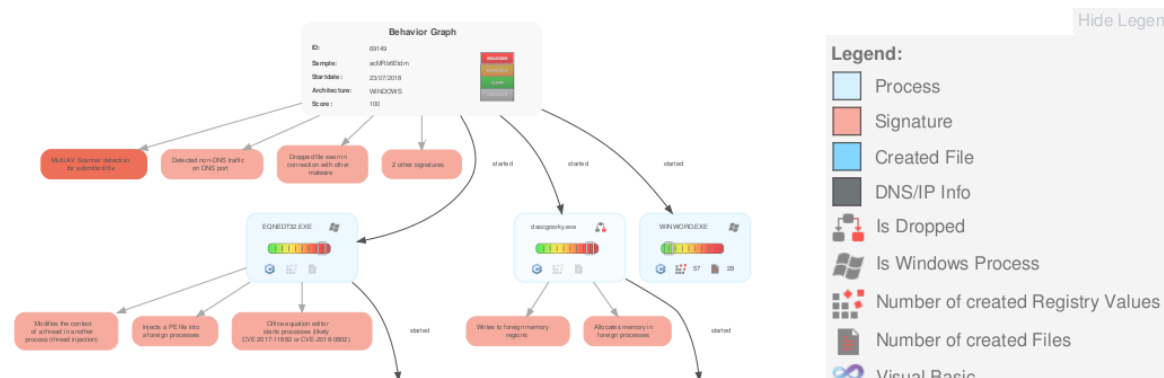 Hide Legen
Behavior Graph
ID: 69149
Sample:
Startdate: 23/07/2018
Architecture: WINDOWS
Score: 100
MALICIOUS
CLEAN
Legend:
Process
Signature
Created File
DNS/IP Info
Is Dropped
Is Windows Process
Number of created Registry Values
Number of created Files
Visual Basic
Multi AV Scanner detection
for submitted file
Detected non-DNS traffic
on DNS port
Dropped file seen in
connection with other
malware
2 other signatures
started
started
started
EQNEDT32.EXE
dascgosrky.exe
WINWORD.EXE
57
28
Modifies the context
of a thread in another
process (thread injection)
Injects a PE file into
a foreign processes
Office equation editor
starts processes (likely
CVE 2017-11882 or CVE-2018-0802)
started
Writes to foreign memory
regions
Allocates memory in
foreign processes
started